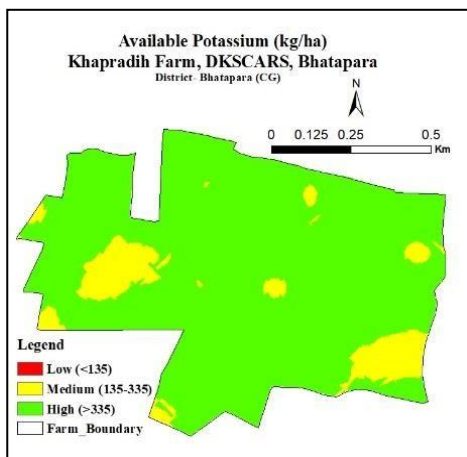 Available Potassium (kg/ha)
Khapradih Farm, DKSCARS, Bhatapara
District- Bhatapara (CG)
N
0 0.125 0.25 0.5
Km
Legend
Low (<135)
Medium (135-335)
High (>335)
Farm_Boundary